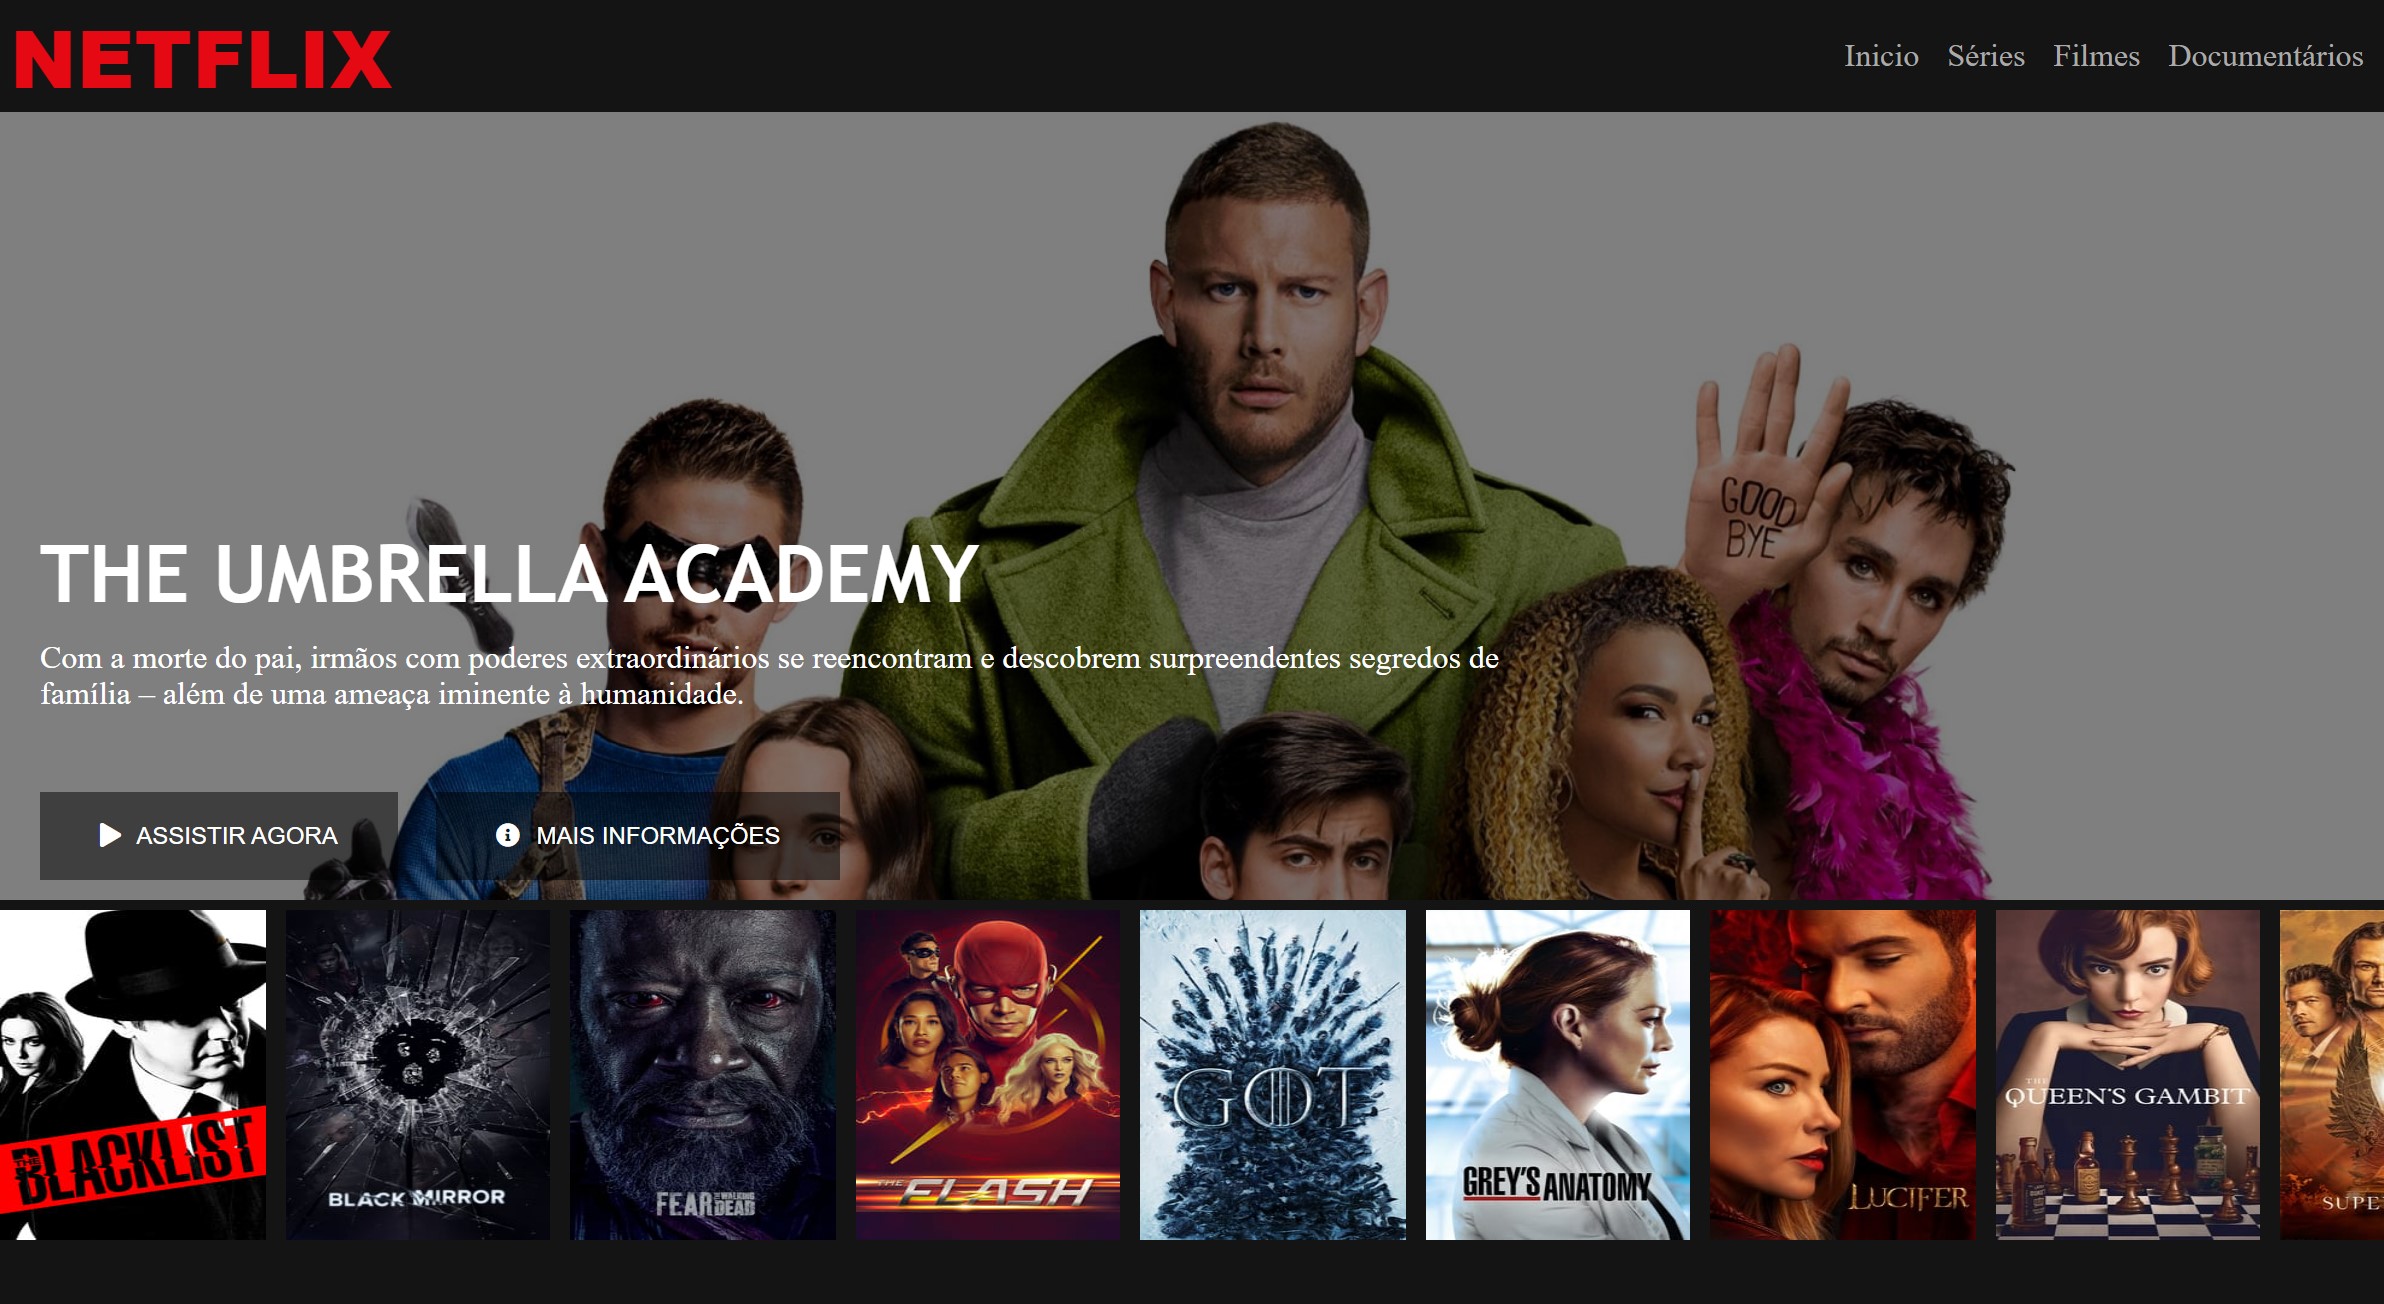 NETFLIX
Inicio Séries Filmes Documentários
GOOD
BYE
THE UMBRELLA ACADEMY
Com a morte do pai, irmãos com poderes extraordinários se reencontram e descobrem surpreendentes segredos de
família – além de uma ameaça iminente à humanidade.
ASSISTIR AGORA
MAIS INFORMAÇÕES
THE
BLACKLIST
BLACK MIRROR
FEAR THE WALKING DEAD
THE FLASH
GOT
GREY'S ANATOMY
LUCIFER
THE
QUEEN'S GAMBIT
SUPE